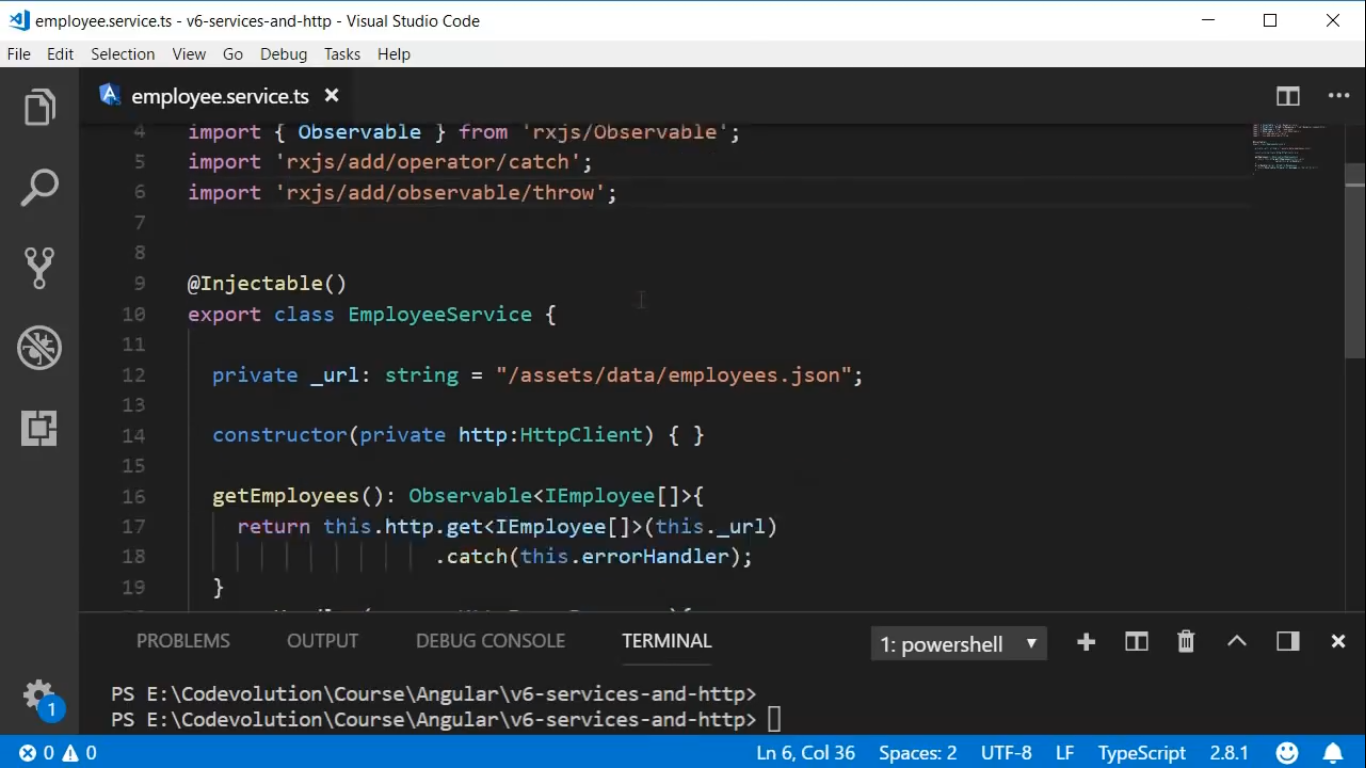 employee.service.ts - v6-services-and-http - Visual Studio Code
File Edit Selection View Go Debug Tasks Help
employee.service.ts
4 import { Observable } from 'rxjs/Observable';
5 import 'rxjs/add/operator/catch';
6 import 'rxjs/add/observable/throw';
7
8
9 @Injectable()
10 export class EmployeeService {
11
12 private _url: string = "/assets/data/employees.json";
13
14 constructor(private http:HttpClient) { }
15
16 getEmployees(): Observable<IEmployee[]>{
17 return this.http.get<IEmployee[]>(this._url)
18 .catch(this.errorHandler);
19 }
PROBLEMS OUTPUT DEBUG CONSOLE TERMINAL 1: powershell
PS E:\Codevolution\Course\Angular\v6-services-and-http>
PS E:\Codevolution\Course\Angular\v6-services-and-http>
1
0 0 Ln 6, Col 36 Spaces: 2 UTF-8 LF TypeScript 2.8.1